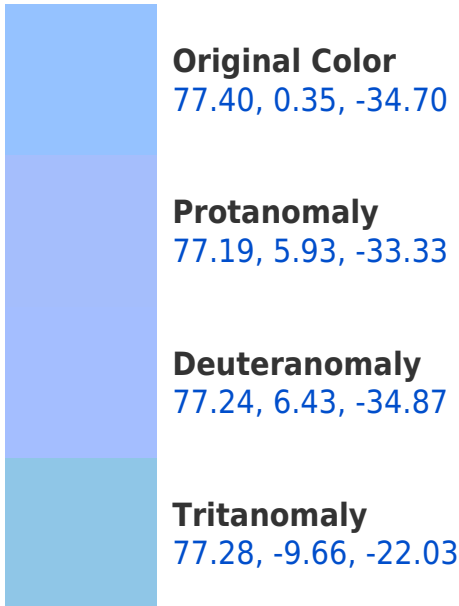 Original Color
77.40, 0.35, -34.70
Protanomaly
77.19, 5.93, -33.33
Deuteranomaly
77.24, 6.43, -34.87
Tritanomaly
77.28, -9.66, -22.03